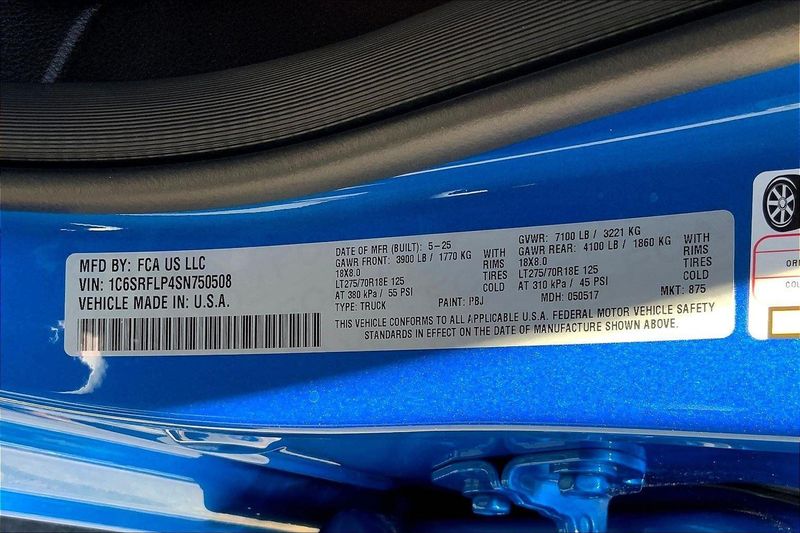 MFD BY: FCA US LLC
VIN: 1C6SRFLP4SN750508
VEHICLE MADE IN: U.S.A.
DATE OF MFR (BUILT): 5-25
GAWR FRONT: 3900 LB / 1770 KG WITH
18X8.0 RIMS
LT275/70R18E 125 TIRES
AT 380 kPa / 55 PSI COLD
TYPE: TRUCK PAINT: PBJ
GVWR: 7100 LB / 3221 KG
GAWR REAR: 4100 LB / 1860 KG WITH
18X8.0 RIMS
LT275/70R18E 125 TIRES
AT 310 kPa / 45 PSI COLD
MDH: 050517 MKT: 875
THIS VEHICLE CONFORMS TO ALL APPLICABLE U.S.A. FEDERAL MOTOR VEHICLE SAFETY
STANDARDS IN EFFECT ON THE DATE OF MANUFACTURE SHOWN ABOVE.